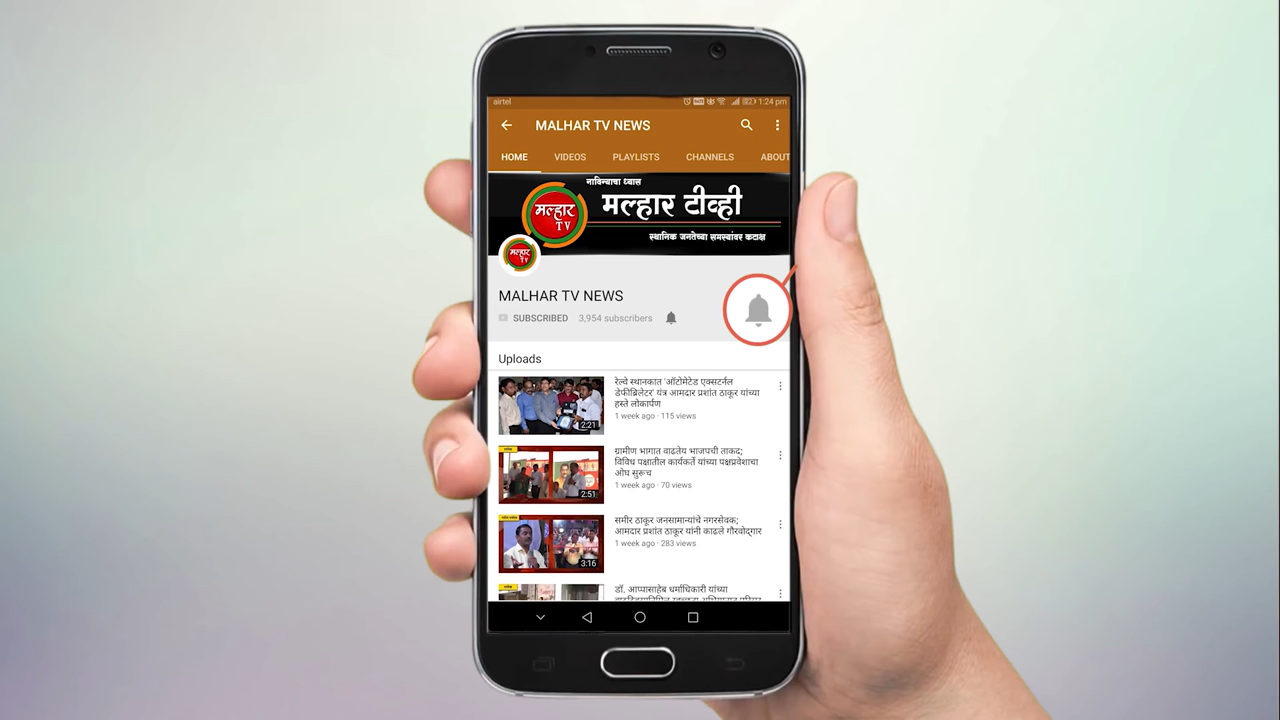 airtel
1:24 pm
MALHAR TV NEWS
HOME VIDEOS PLAYLISTS CHANNELS ABOUT
नाविन्याचा ध्यास
मल्हार टीव्ही
स्थानिक जनतेच्या समस्यांवर कटाक्ष
मल्हार
TV
मल्हार
TV
MALHAR TV NEWS
SUBSCRIBED 3,954 subscribers
Uploads
रेल्वे स्थानकात 'ऑटोमेटेड एक्सटर्नल
डेफीब्रिलेटर' यंत्र आमदार प्रशांत ठाकूर यांच्या
हस्ते लोकार्पण
1 week ago · 115 views
2:21
ग्रामीण भागात वाढतेय भाजपची ताकद;
विविध पक्षातील कार्यकर्ते यांच्या पक्षप्रवेशाचा
ओघ सुरूच
1 week ago · 70 views
2:51
समीर ठाकूर जनसामान्यांचे नगरसेवक;
आमदार प्रशांत ठाकूर यांनी काढले गौरवोद्‌गार
1 week ago · 283 views
3:16
डॉ. आप्पासाहेब धर्माधिकारी यांच्या